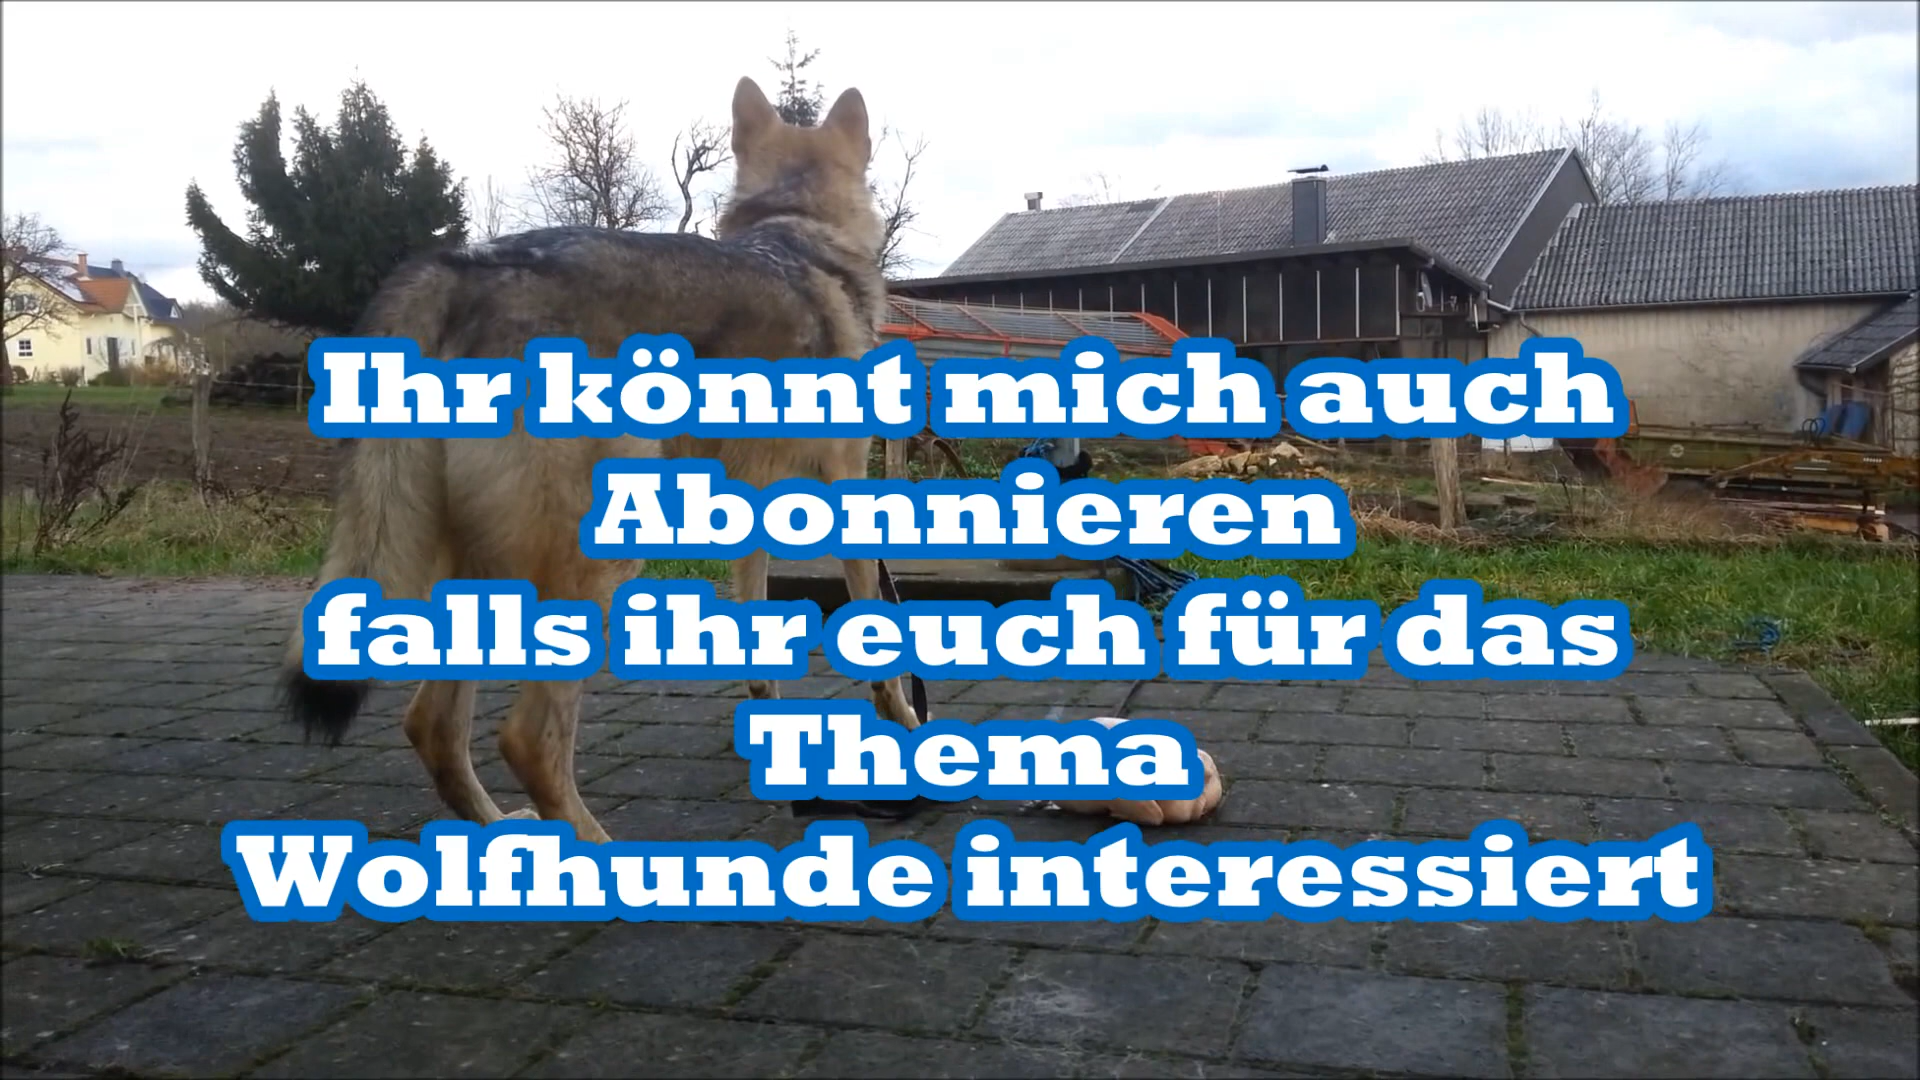 Ihr könnt mich auch
Abonnieren
falls ihr euch für das
Thema
Wolfhunde interessiert